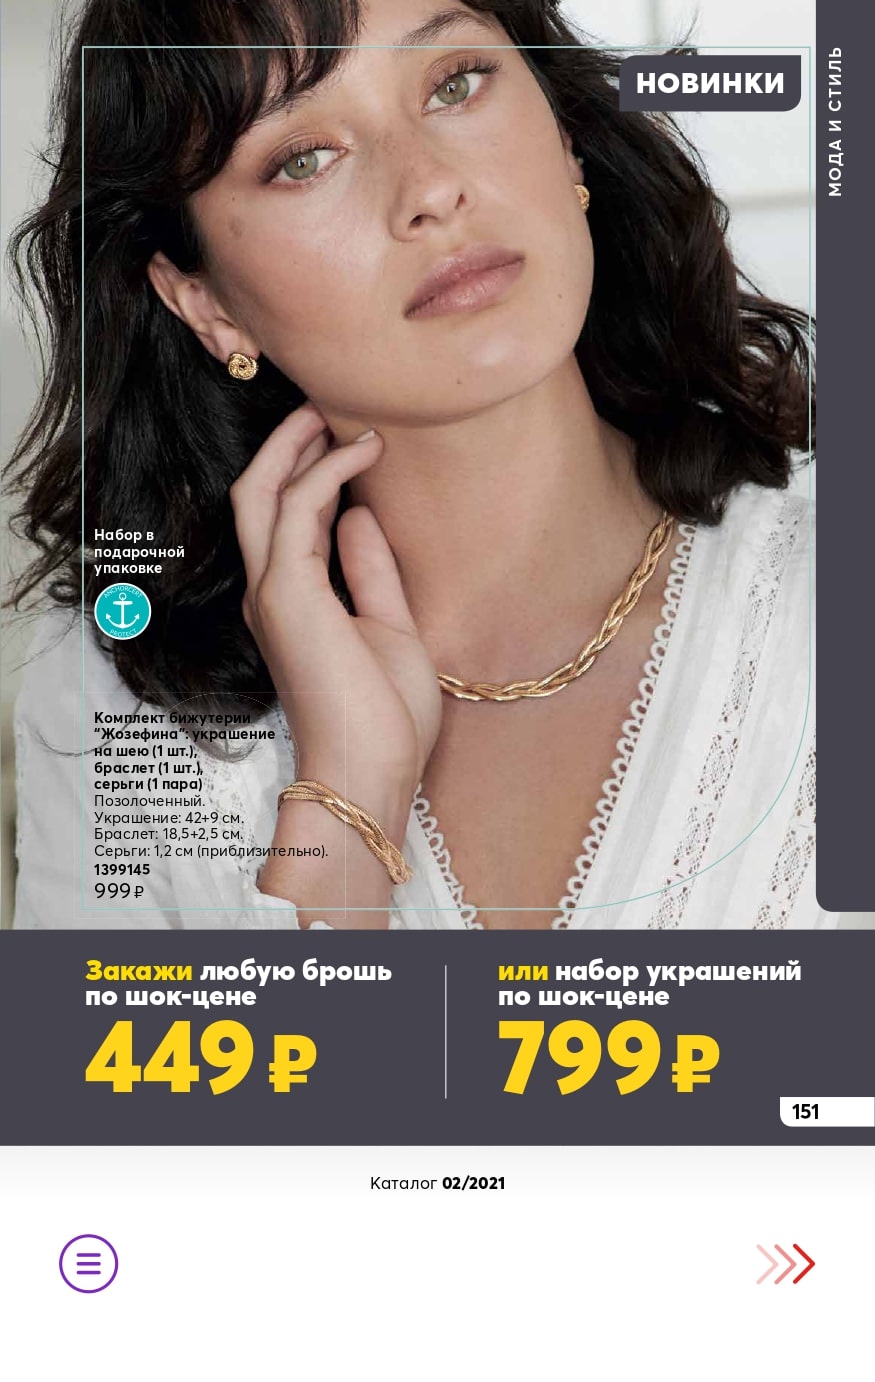 НОВИНКИ
МОДА И СТИЛЬ
Набор в
подарочной
упаковке
ANCHORCERT
PROTECT
Комплект бижутерии
"Жозефина": украшение
на шею (1 шт.),
браслет (1 шт.),
серьги (1 пара)
Позолоченный.
Украшение: 42+9 см.
Браслет: 18,5+2,5 см.
Серьги: 1,2 см (приблизительно).
1399145
999 ₽
Закажи любую брошь
по шок-цене
449 ₽
или набор украшений
по шок-цене
799 ₽
151
Каталог 02/2021